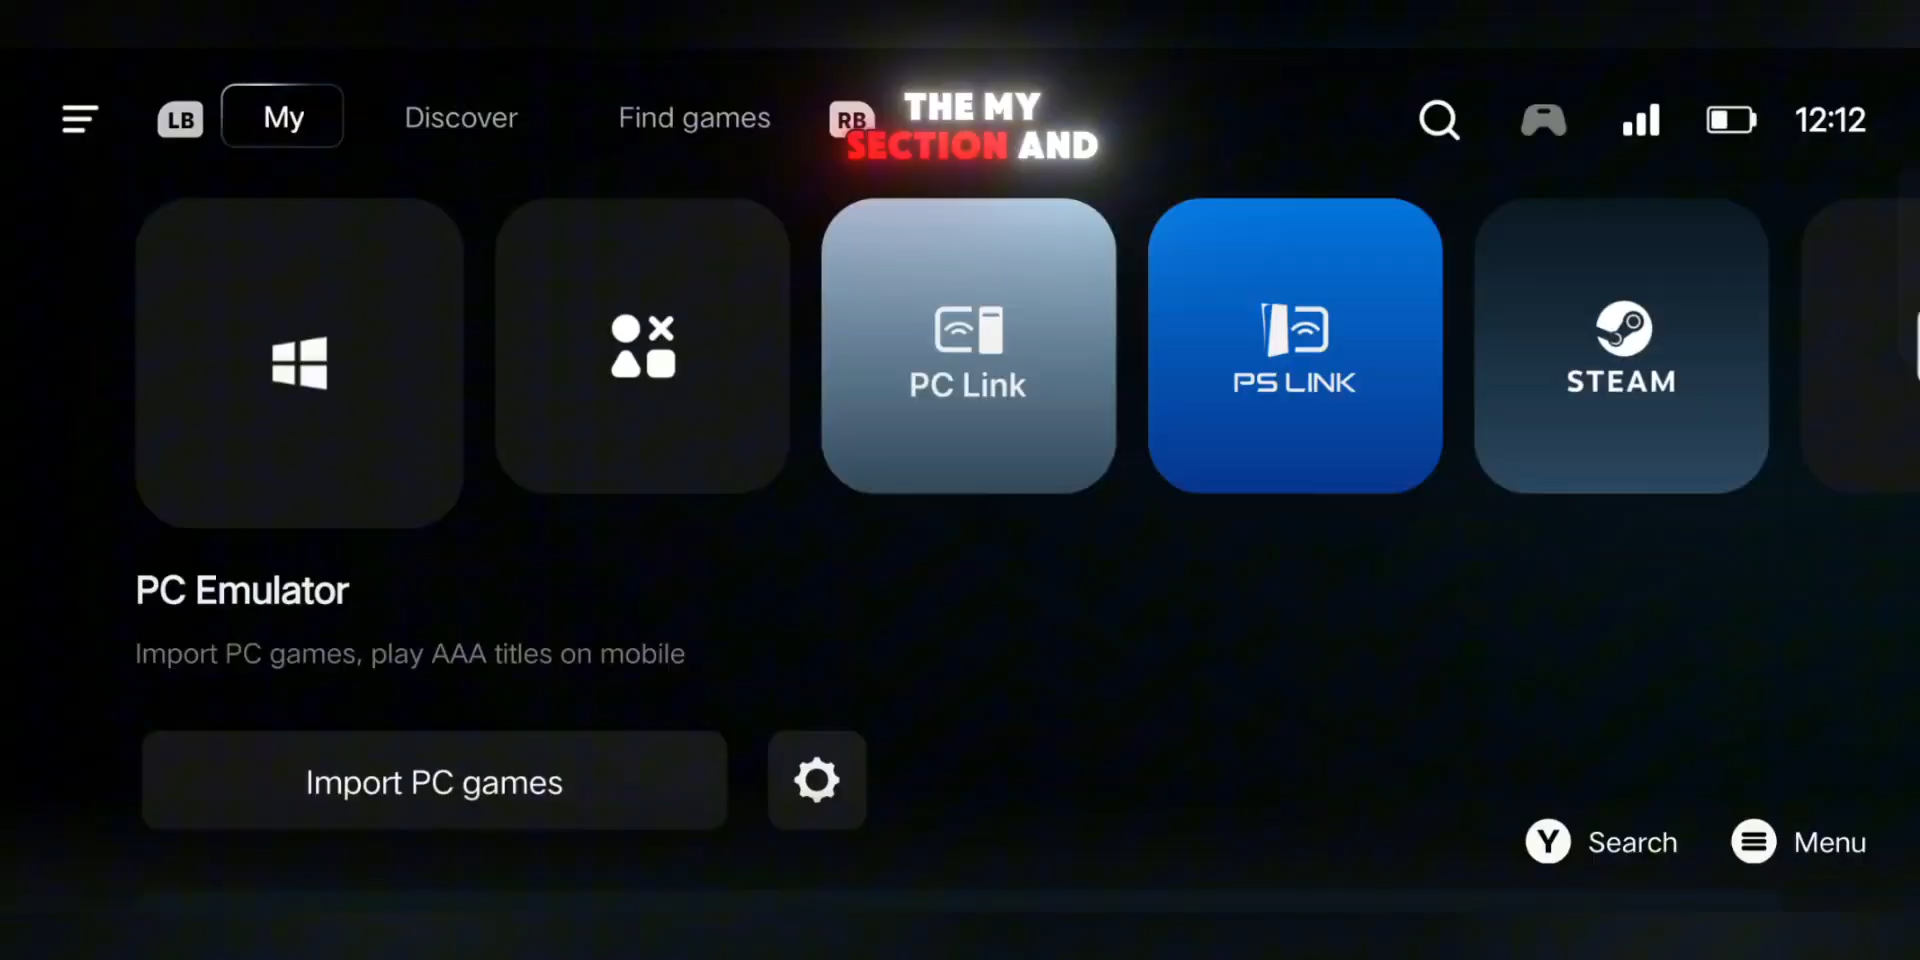 LB My Discover Find games RB 12:12
THE MY
SECTION AND
PC Link
PS LINK
STEAM
PC Emulator
Import PC games, play AAA titles on mobile
Import PC games
Y Search Menu